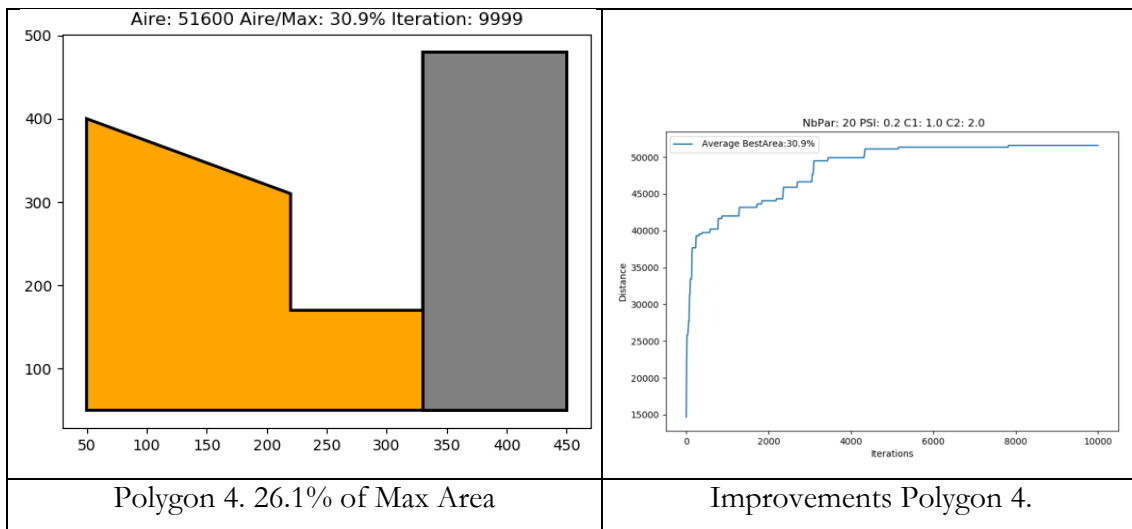 Aire: 51600 Aire/Max: 30.9% Iteration: 9999
500
400
300
200
100
50 100 150 200 250 300 350 400 450
NbPar: 20 PSI: 0.2 C1: 1.0 C2: 2.0
Average BestArea:30.9%
50000
45000
40000
35000
30000
25000
20000
15000
Distance
0 2000 4000 6000 8000 10000
Iterations
Polygon 4. 26.1% of Max Area
Improvements Polygon 4.